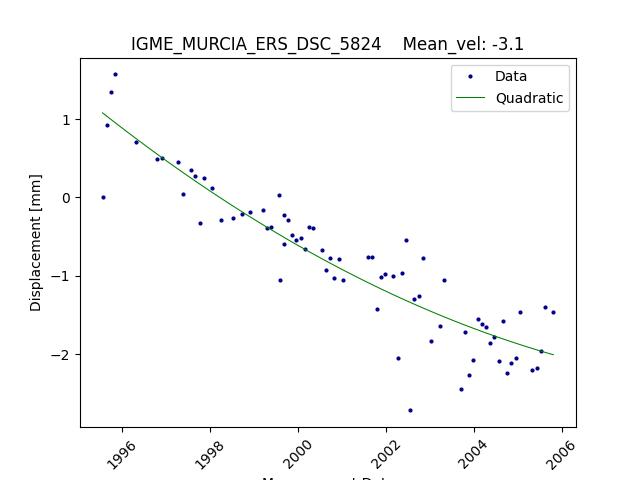 IGME_MURCIA_ERS_DSC_5824 Mean_vel: -3.1
Data
Quadratic
Displacement [mm]
1
0
−1
−2
1996
1998
2000
2002
2004
2006